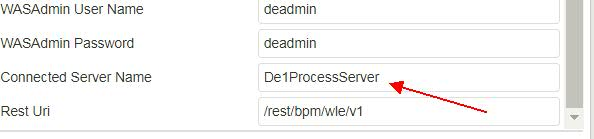 WASAdmin User Name deadmin
WASAdmin Password deadmin
Connected Server Name De1ProcessServer
Rest Uri /rest/bpm/wle/v1